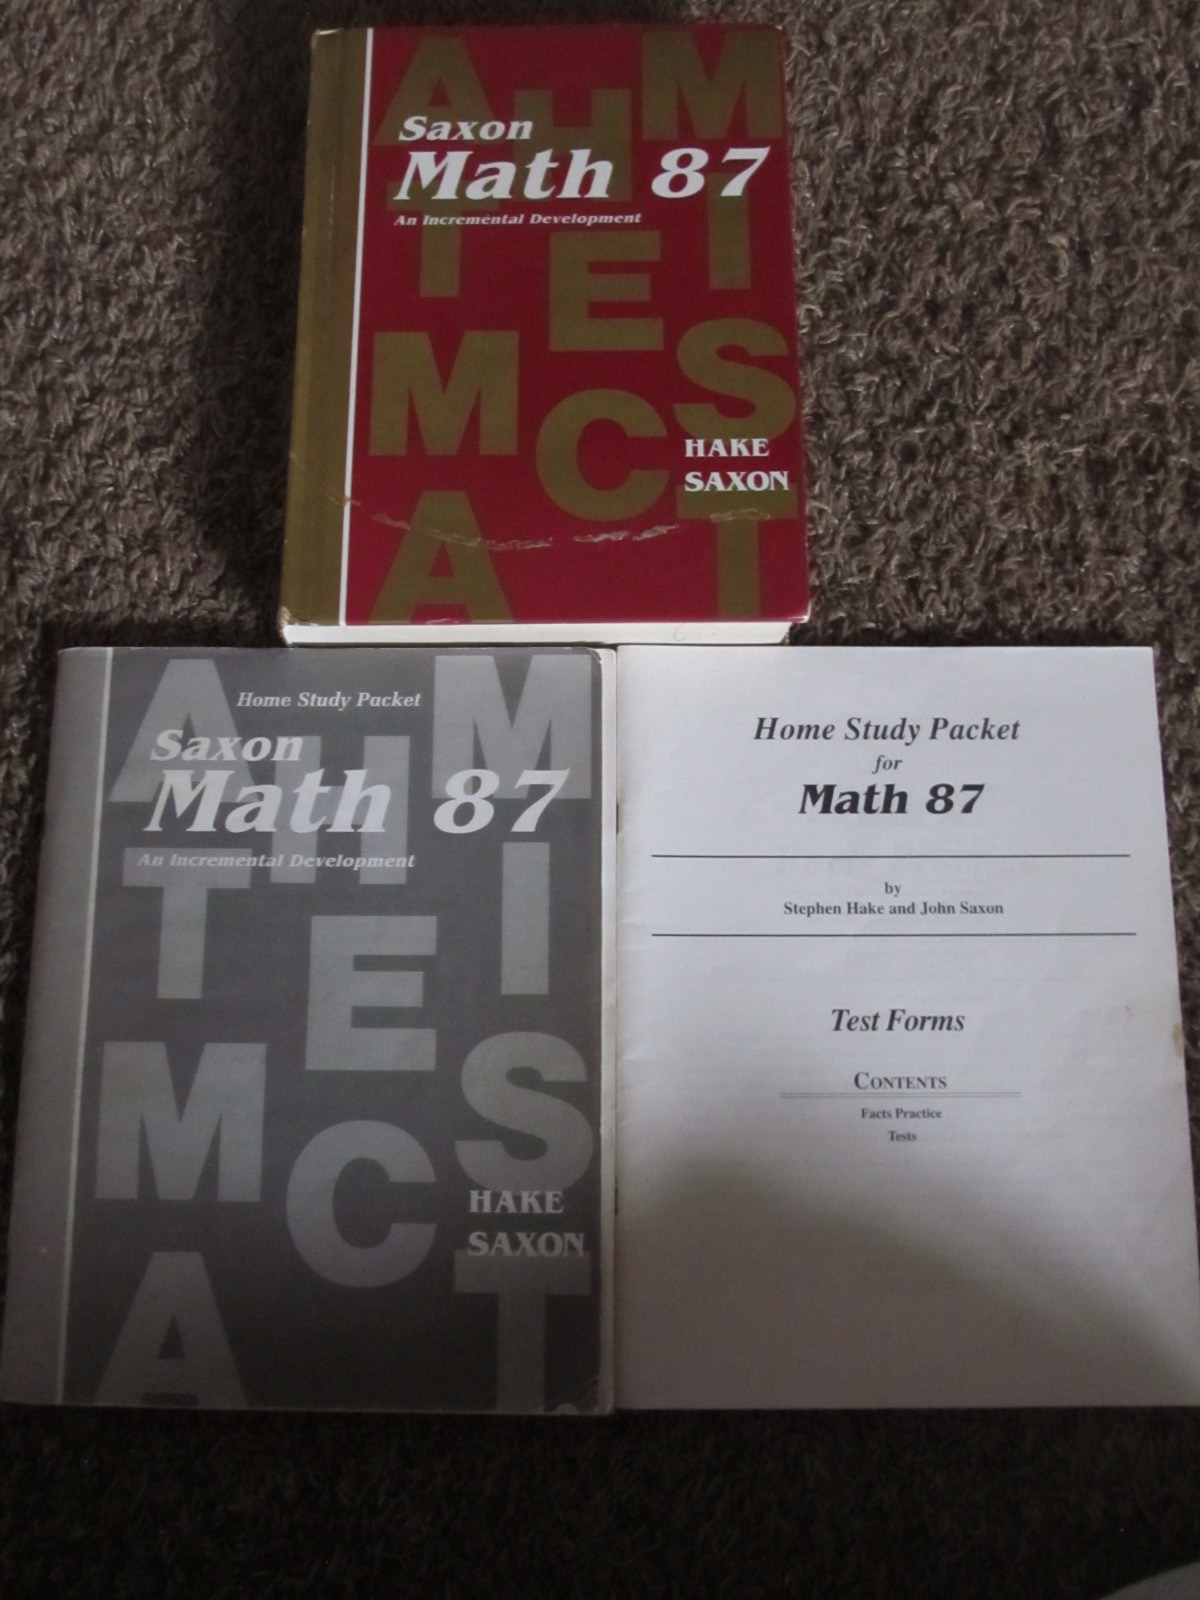 Saxon
Math 87
An Incremental Development
HAKE
SAXON
Home Study Packet
Saxon
Math 87
An Incremental Development
HAKE
SAXON
Home Study Packet
for
Math 87
by
Stephen Hake and John Saxon
Test Forms
CONTENTS
Facts Practice
Tests
A H M
T E I
M C S
A T
A H M
T E I
M C S
A T